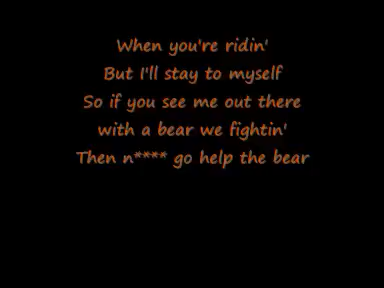 When you're ridin'
But I'll stay to myself
So if you see me out there
with a bear we fightin'
Then n**** go help the bear